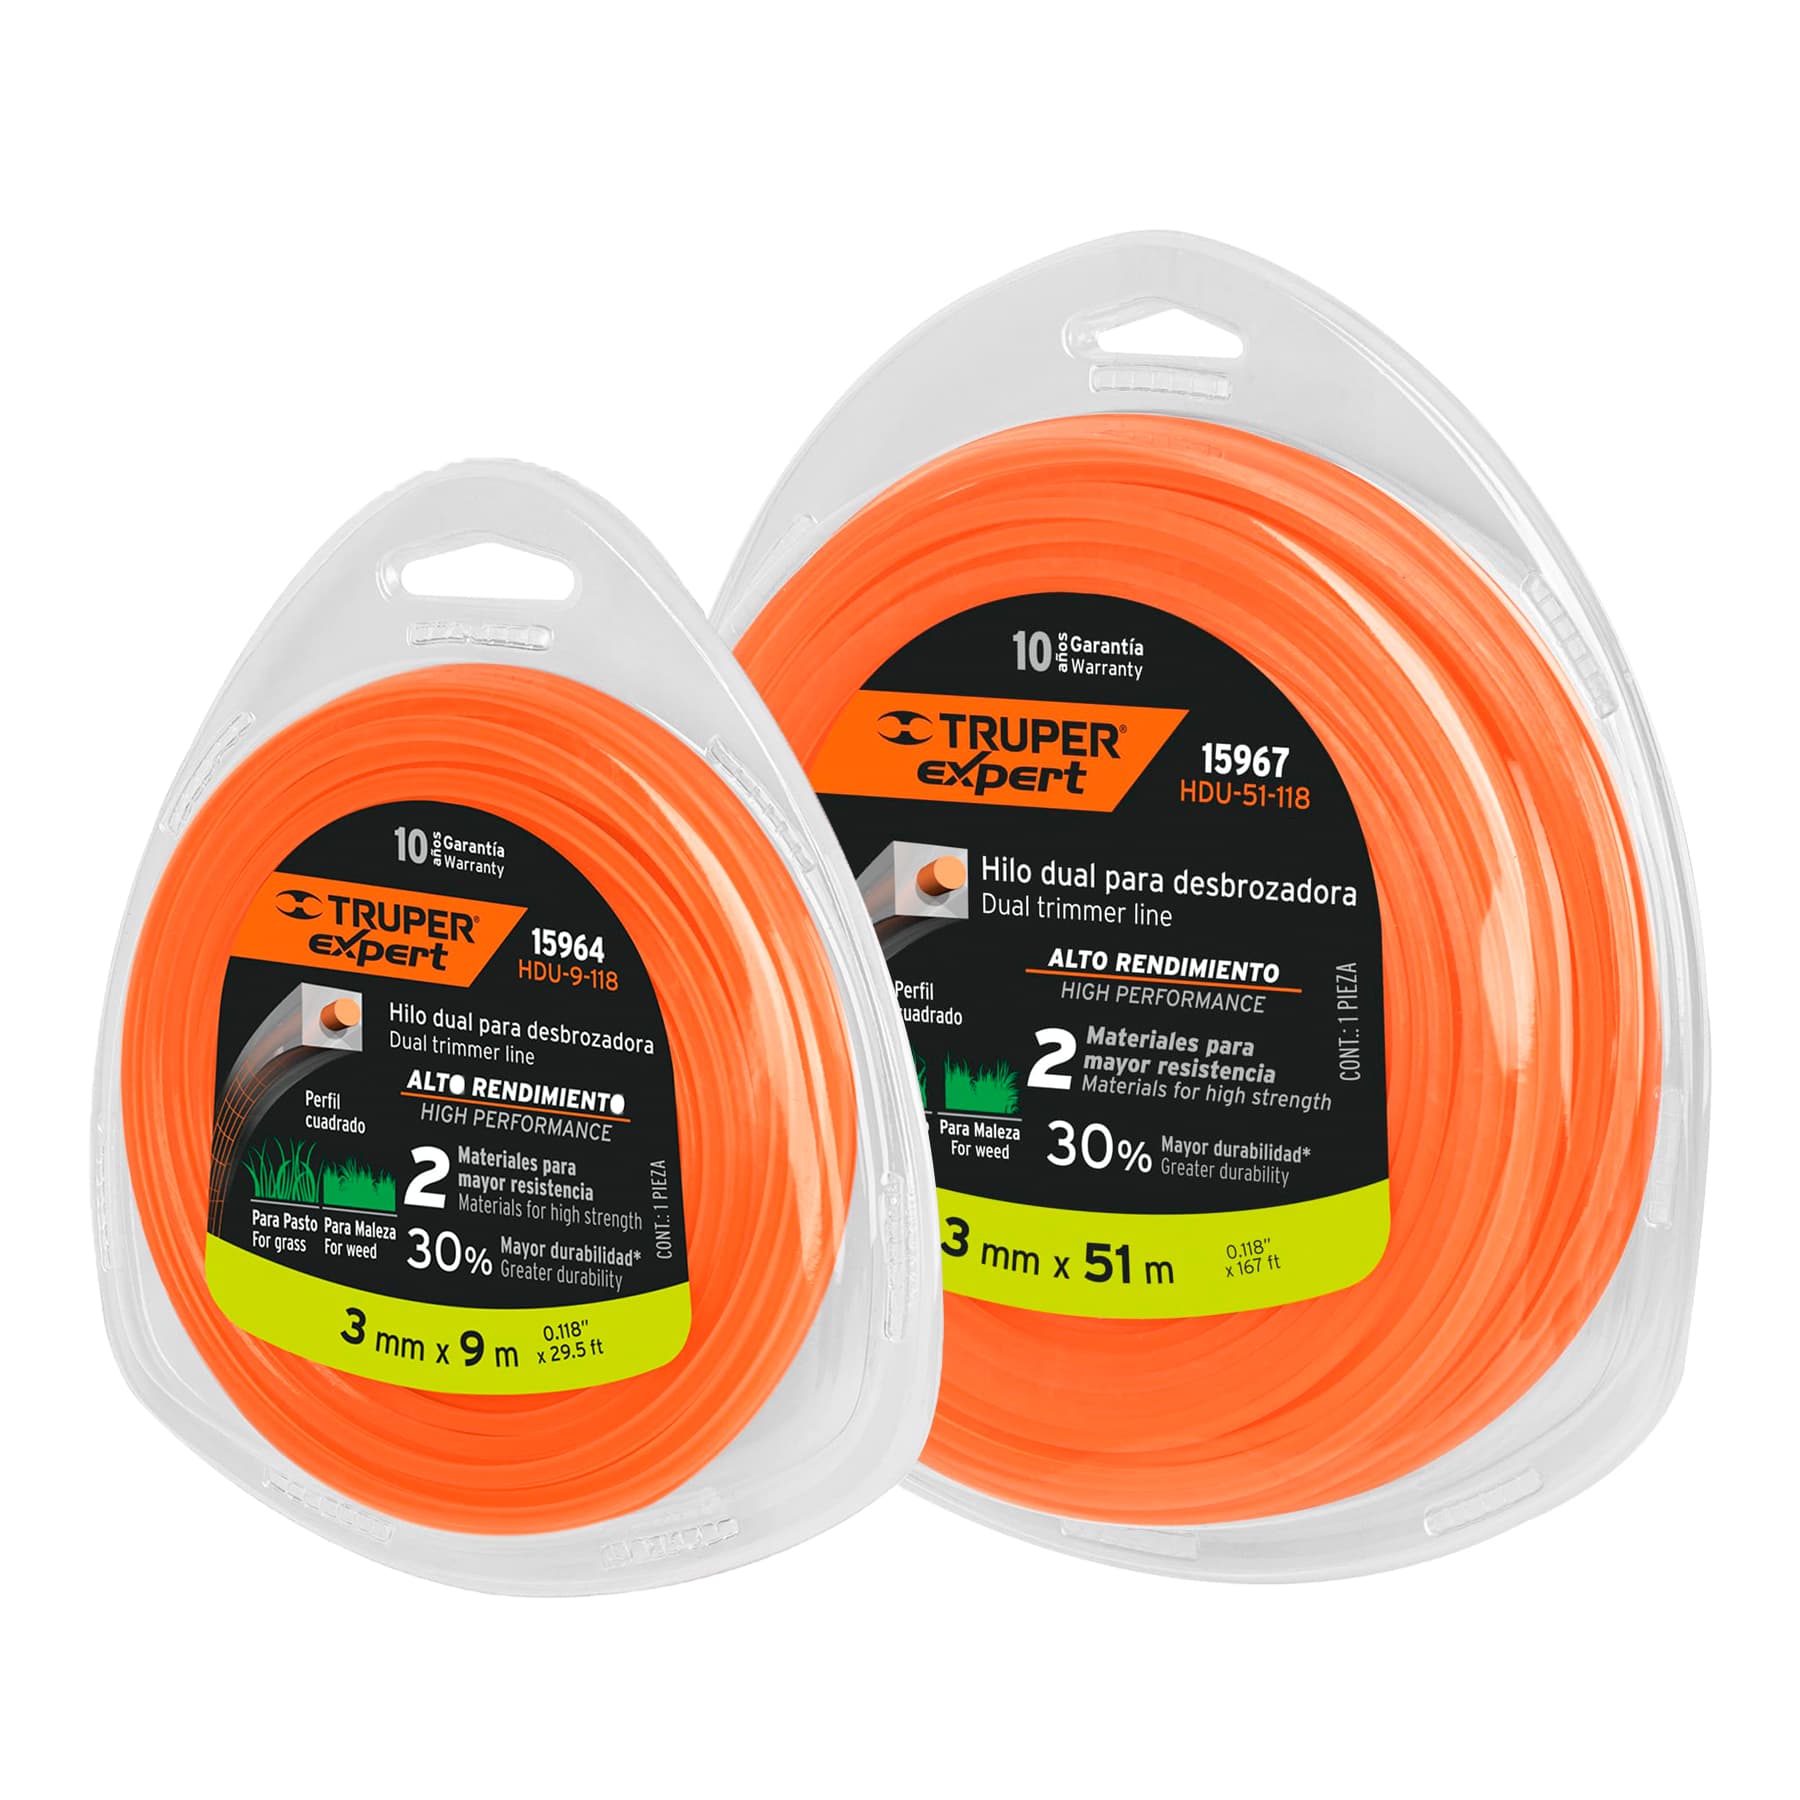 10 años Garantía
Warranty
TRUPER®
expert
15964
HDU-9-118
Hilo dual para desbrozadora
Dual trimmer line
Perfil
cuadrado
ALTO RENDIMIENTO
HIGH PERFORMANCE
2 Materiales para
mayor resistencia
Materials for high strength
Para Pasto
For grass
Para Maleza
For weed
30% Mayor durabilidad*
Greater durability
CONT.: 1 PIEZA
3 mm x 9 m
0.118"
x 29.5 ft
10 años Garantía
Warranty
TRUPER®
expert
15967
HDU-51-118
Hilo dual para desbrozadora
Dual trimmer line
Perfil
cuadrado
ALTO RENDIMIENTO
HIGH PERFORMANCE
2 Materiales para
mayor resistencia
Materials for high strength
Para Maleza
For weed
30% Mayor durabilidad*
Greater durability
CONT.: 1 PIEZA
3 mm x 51 m
0.118"
x 167 ft